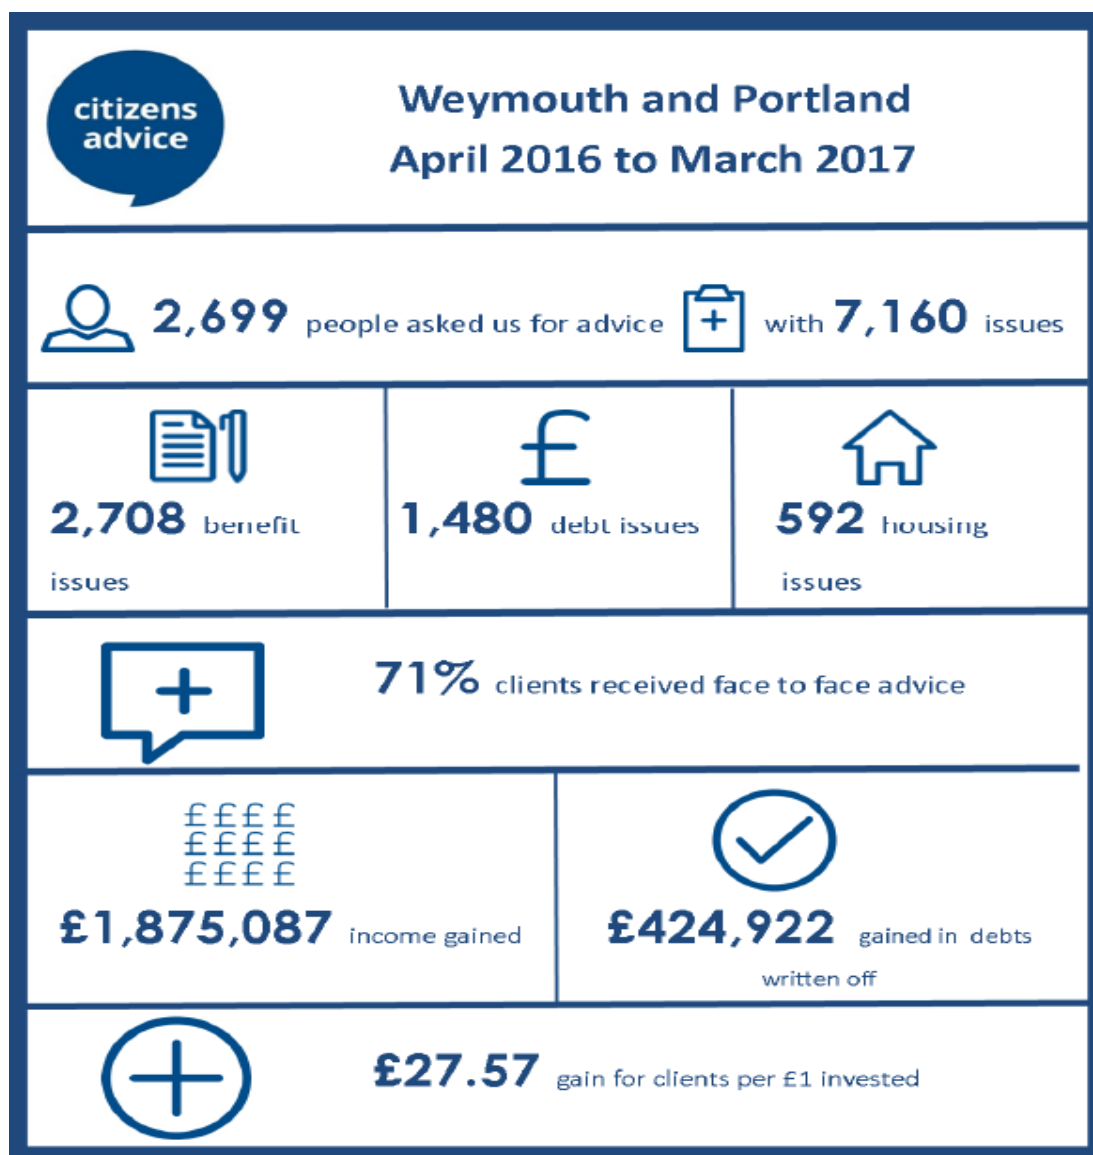 citizens
advice
Weymouth and Portland
April 2016 to March 2017
2,699 people asked us for advice with 7,160 issues
2,708 benefit
issues
1,480 debt issues
592 housing
issues
71% clients received face to face advice
££££
££££
££££
£1,875,087 income gained
£424,922 gained in debts
written off
£27.57 gain for clients per £1 invested